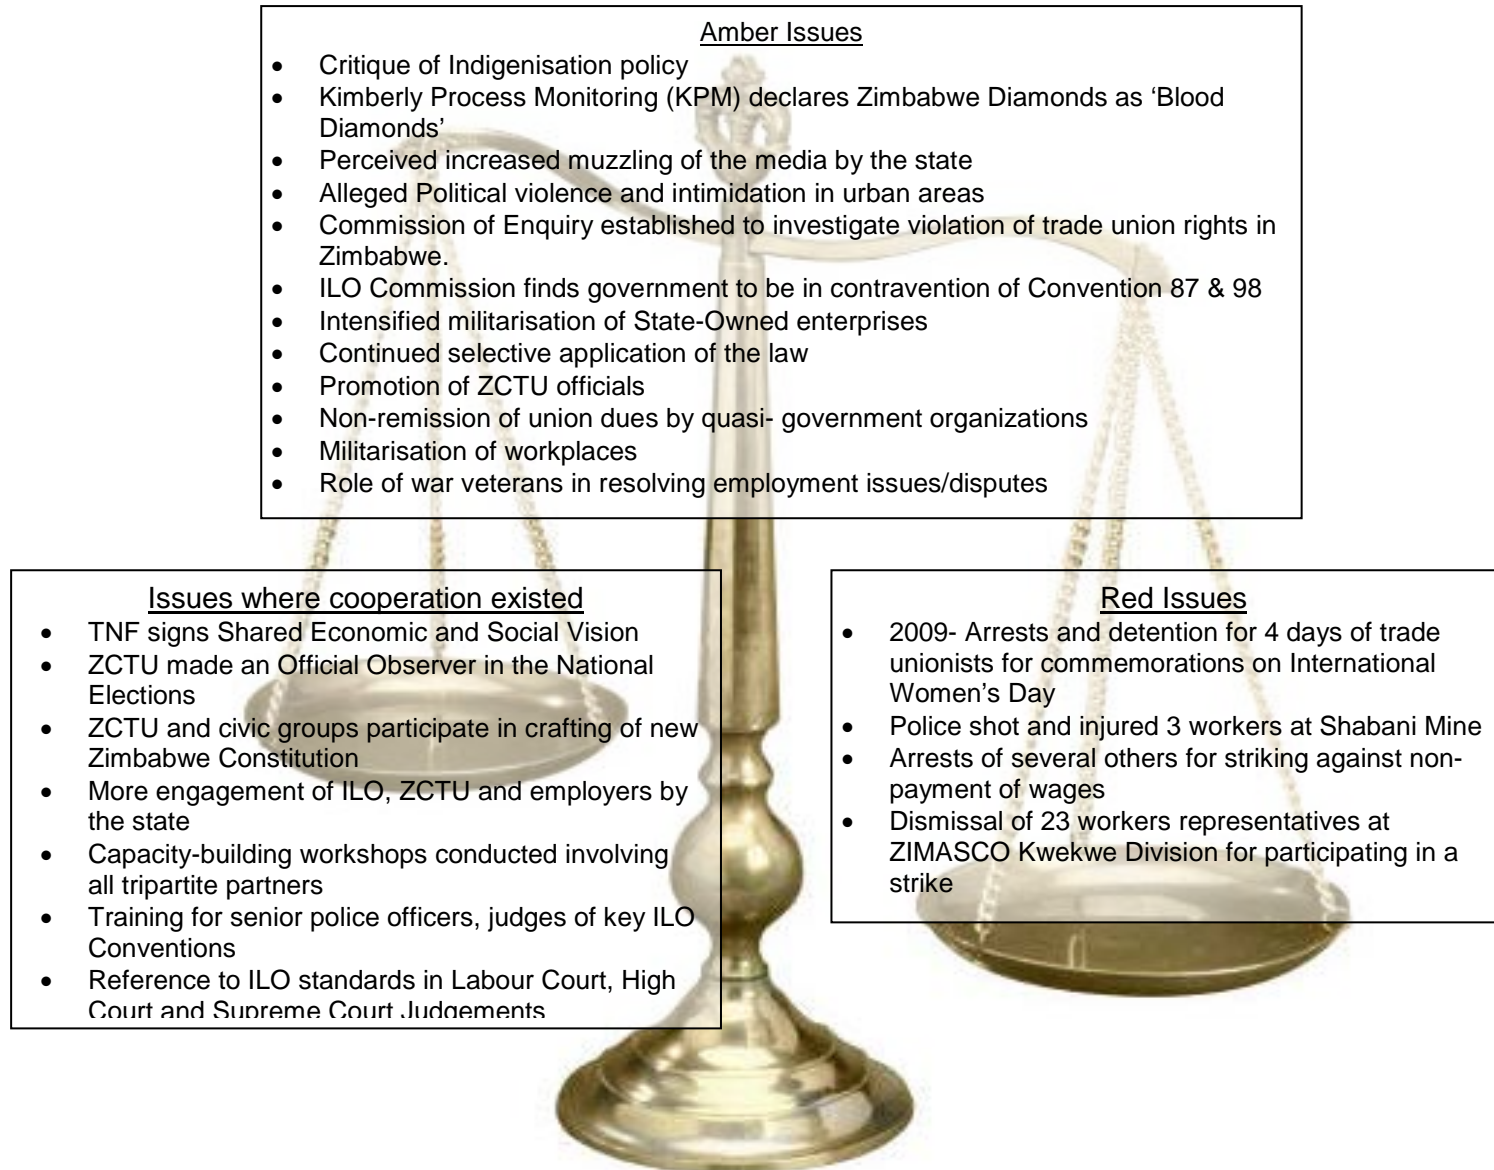 Amber Issues
• Critique of Indigenisation policy
• Kimberly Process Monitoring (KPM) declares Zimbabwe Diamonds as ‘Blood
Diamonds’
• Perceived increased muzzling of the media by the state
• Alleged Political violence and intimidation in urban areas
• Commission of Enquiry established to investigate violation of trade union rights in
Zimbabwe.
• ILO Commission finds government to be in contravention of Convention 87 & 98
• Intensified militarisation of State-Owned enterprises
• Continued selective application of the law
• Promotion of ZCTU officials
• Non-remission of union dues by quasi- government organizations
• Militarisation of workplaces
• Role of war veterans in resolving employment issues/disputes
Issues where cooperation existed
• TNF signs Shared Economic and Social Vision
• ZCTU made an Official Observer in the National
Elections
• ZCTU and civic groups participate in crafting of new
Zimbabwe Constitution
• More engagement of ILO, ZCTU and employers by
the state
• Capacity-building workshops conducted involving
all tripartite partners
• Training for senior police officers, judges of key ILO
Conventions
• Reference to ILO standards in Labour Court, High
Court and Supreme Court Judgements
Red Issues
• 2009- Arrests and detention for 4 days of trade
unionists for commemorations on International
Women’s Day
• Police shot and injured 3 workers at Shabani Mine
• Arrests of several others for striking against non-
payment of wages
• Dismissal of 23 workers representatives at
ZIMASCO Kwekwe Division for participating in a
strike